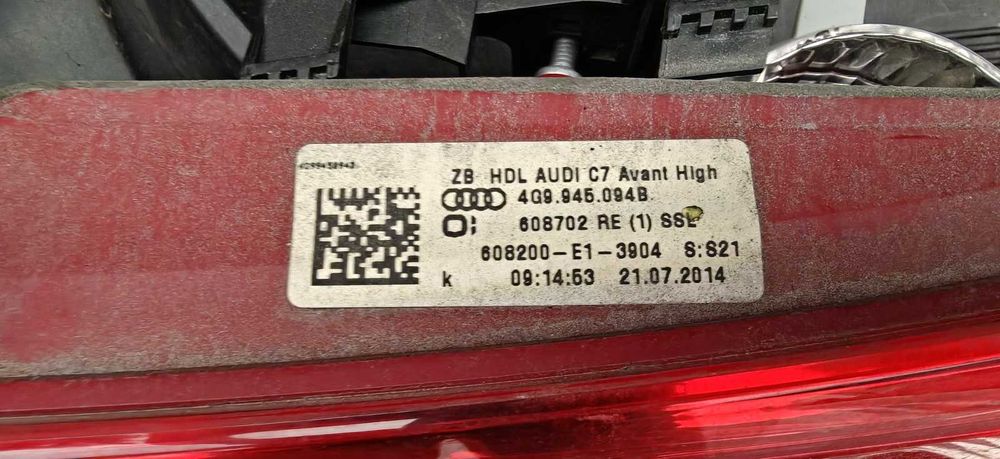 ZB HDL AUDI C7 Avant High
4G9.945.094B
608702 RE (1) SSL
608200-E1-3904 S:S21
k 09:14:53 21.07.2014